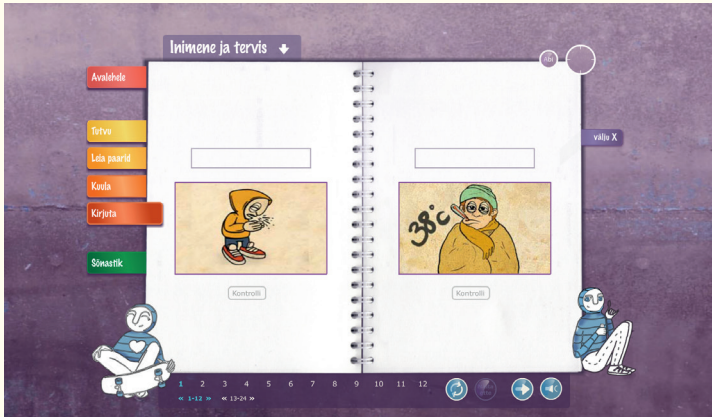 Inimene ja tervis
Abi
Avalehele
Tutvu
Leia paarid
Kuula
Kirjuta
Sõnastik
välju X
38°C
Kontrolli
Kontrolli
1 2 3 4 5 6 7 8 9 10 11 12
« 1-12 » « 13-24 »